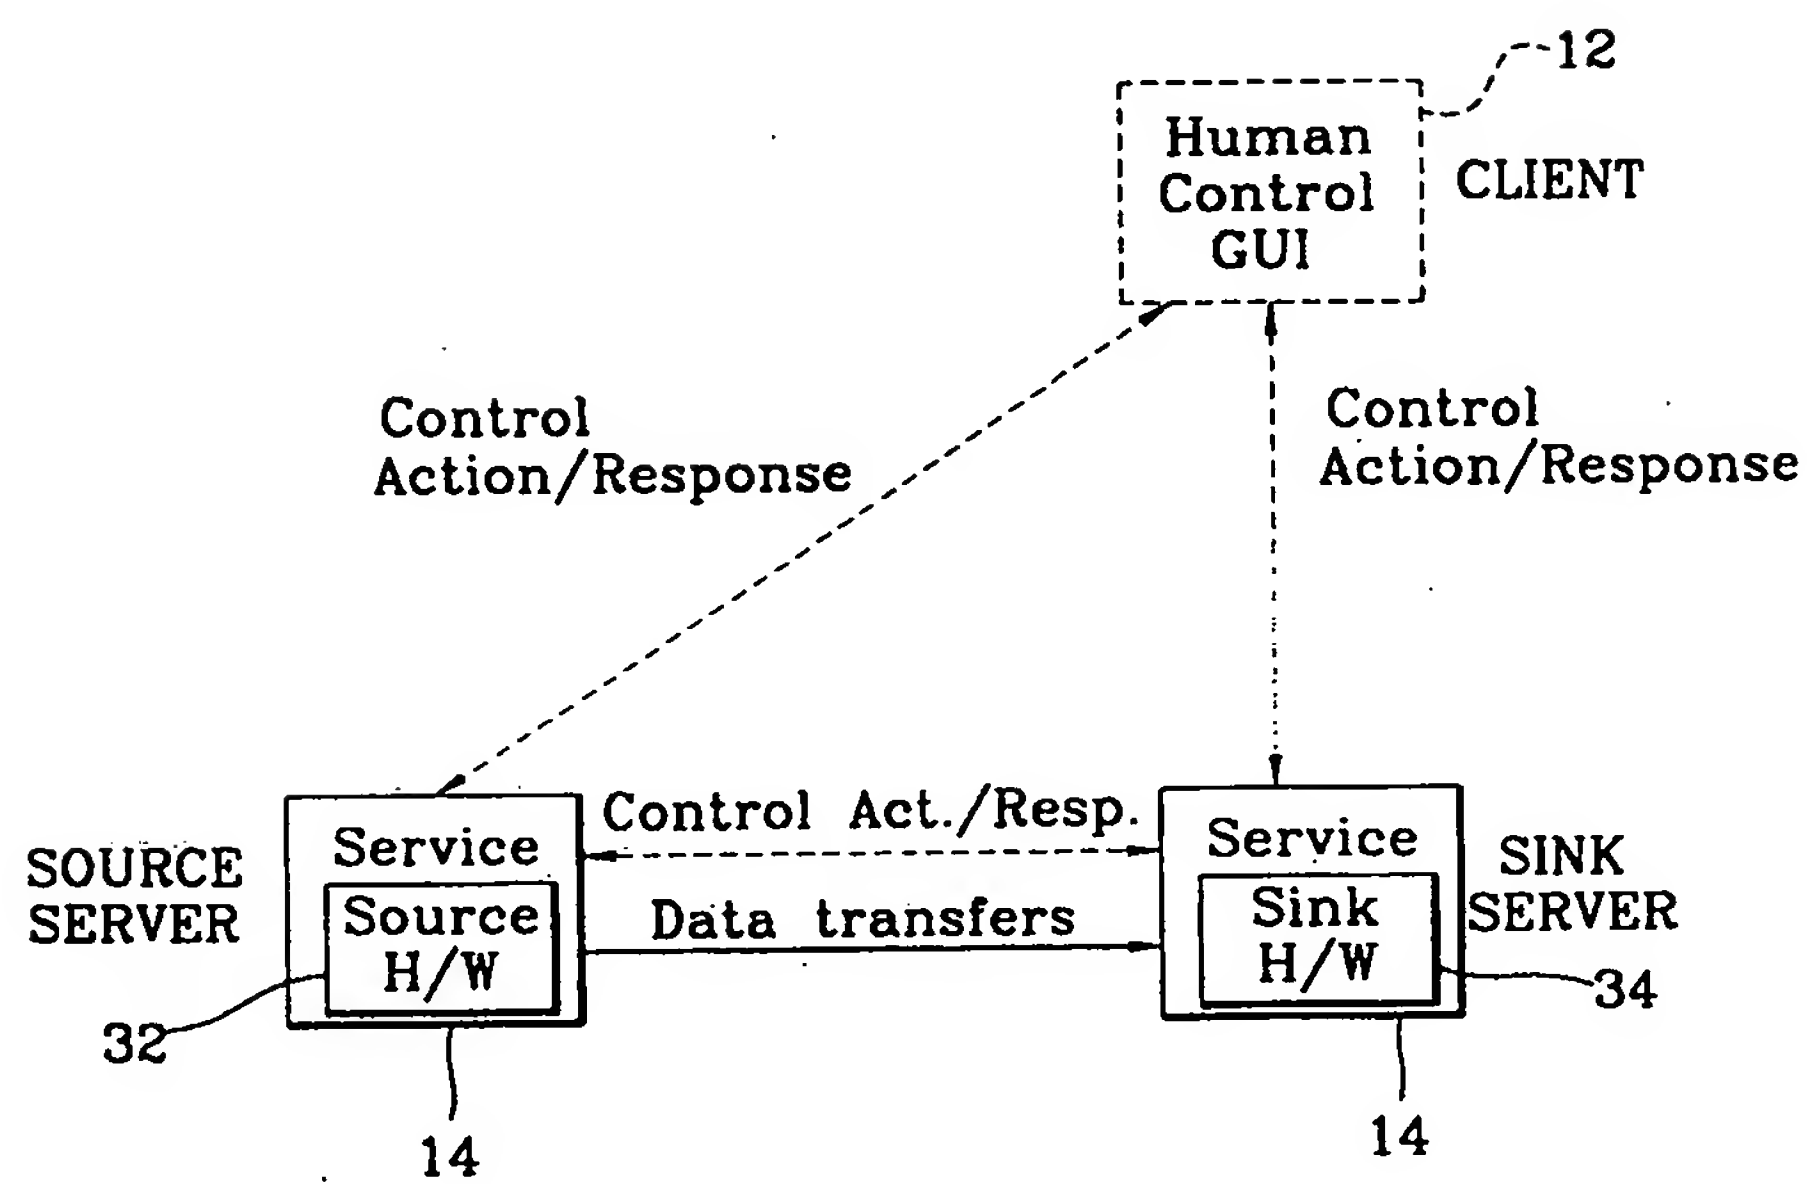 12
Human
Control
GUI
CLIENT
Control
Action/Response
Control
Action/Response
Control Act./Resp.
Service
Service
SOURCE
SERVER
Source
H/W
Data transfers
Sink
H/W
SINK
SERVER
32
34
14
14